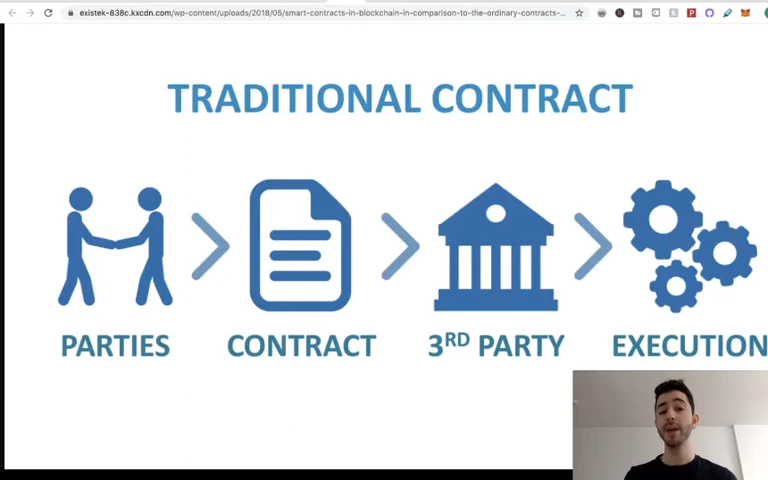 existek-838c.kxcdn.com/wp-content/uploads/2018/05/smart-contracts-in-blockchain-in-comparison-to-the-ordinary-contracts-...
TRADITIONAL CONTRACT
PARTIES
CONTRACT
3RD PARTY
EXECUTION